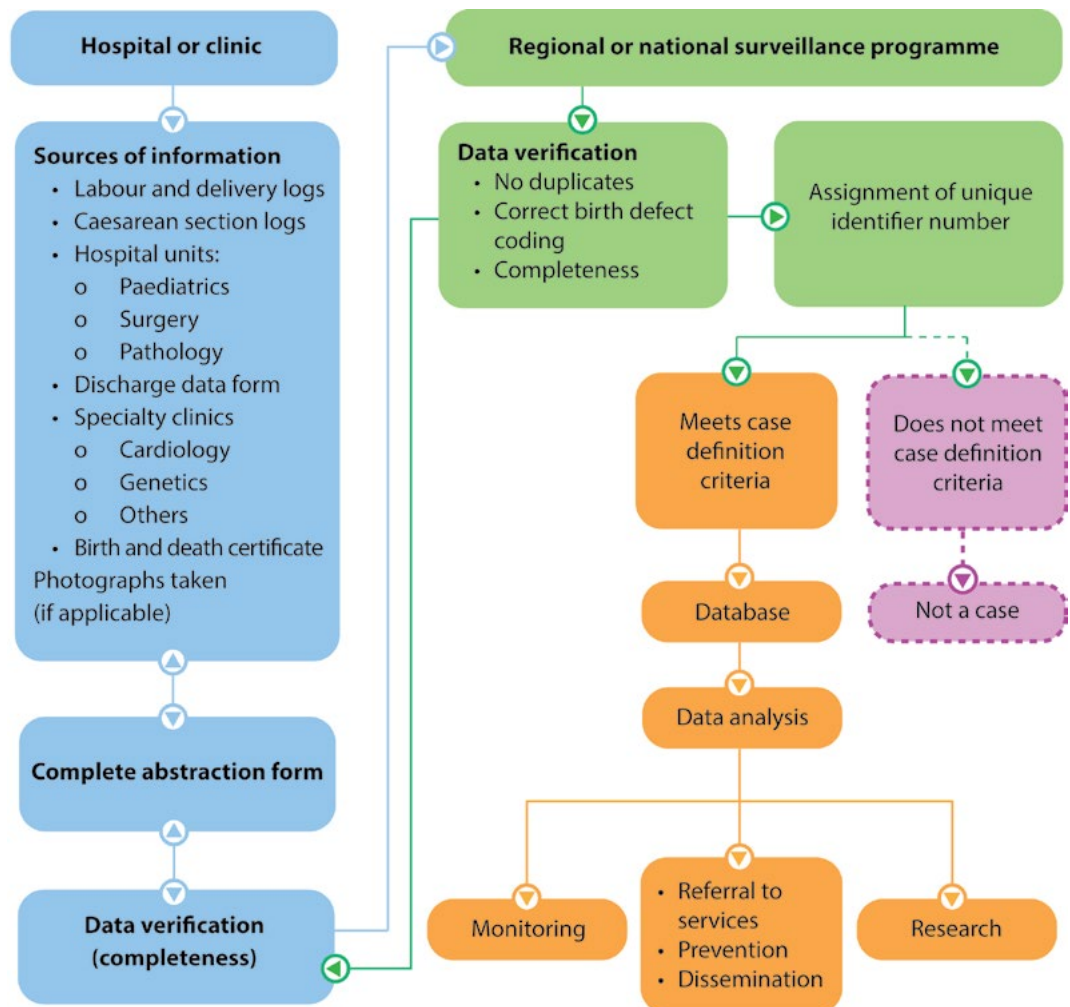 Hospital or clinic
Sources of information
• Labour and delivery logs
• Caesarean section logs
• Hospital units:
o Paediatrics
o Surgery
o Pathology
• Discharge data form
• Specialty clinics
o Cardiology
o Genetics
o Others
• Birth and death certificate
Photographs taken
(if applicable)
Complete abstraction form
Data verification
(completeness)
Regional or national surveillance programme
Data verification
• No duplicates
• Correct birth defect
coding
• Completeness
Assignment of unique
identifier number
Meets case
definition
criteria
Does not meet
case definition
criteria
Database
Not a case
Data analysis
Monitoring
• Referral to
services
• Prevention
• Dissemination
Research